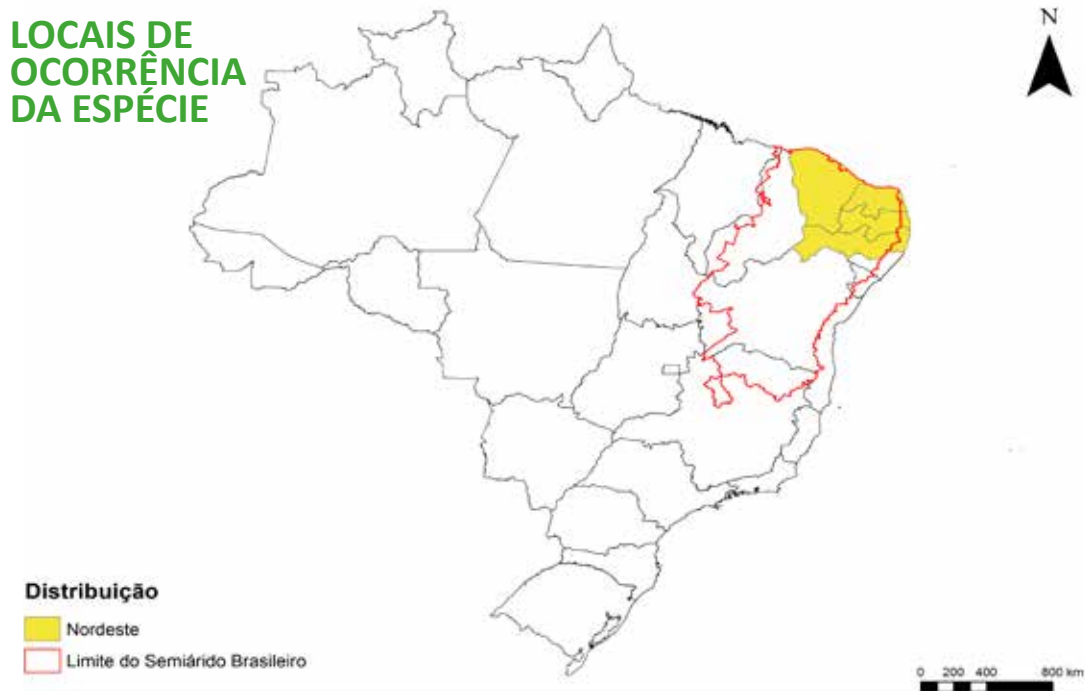 LOCAIS DE
OCORRÊNCIA
DA ESPÉCIE
N
Distribuição
Nordeste
Limite do Semiárido Brasileiro
0 200 400 800 km